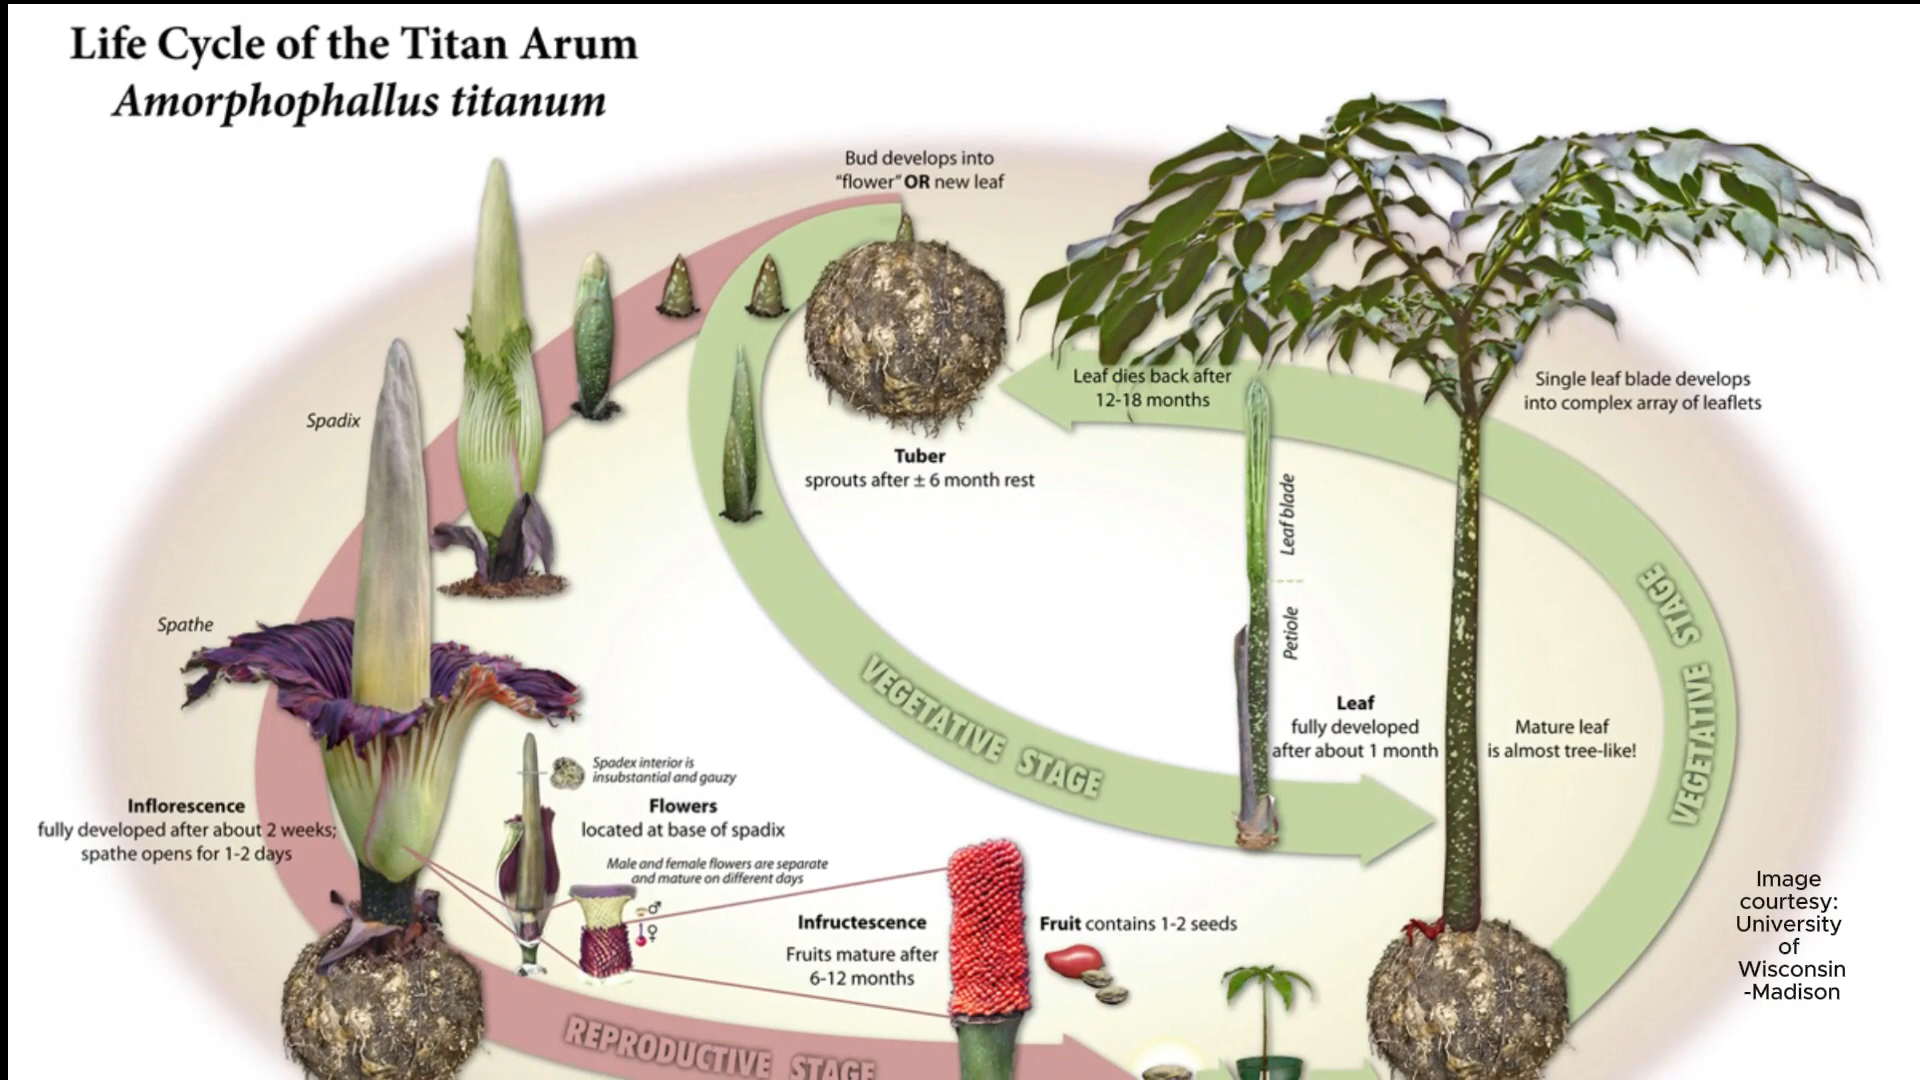 Life Cycle of the Titan Arum
Amorphophallus titanum
Bud develops into
"flower" OR new leaf
Spadix
Leaf dies back after
12-18 months
Single leaf blade develops
into complex array of leaflets
Tuber
sprouts after ± 6 month rest
Leaf blade
Petiole
VEGETATIVE STAGE
Spathe
VEGETATIVE STAGE
Leaf
fully developed
after about 1 month
Mature leaf
is almost tree-like!
Spadex interior is
insubstantial and gauzy
Inflorescence
fully developed after about 2 weeks;
spathe opens for 1-2 days
Flowers
located at base of spadix
Male and female flowers are separate
and mature on different days
♂
♀
Infructescence
Fruits mature after
6-12 months
Fruit contains 1-2 seeds
Image
courtesy:
University
of
Wisconsin
-Madison
REPRODUCTIVE STAGE